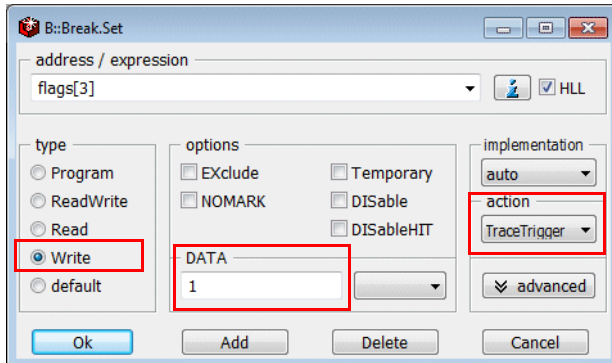 B::Break.Set
address / expression
flags[3]
HLL
type
Program
ReadWrite
Read
Write
default
options
EXclude
Temporary
NOMARK
DISable
DISableHIT
DATA
1
implementation
auto
action
TraceTrigger
advanced
Ok
Add
Delete
Cancel